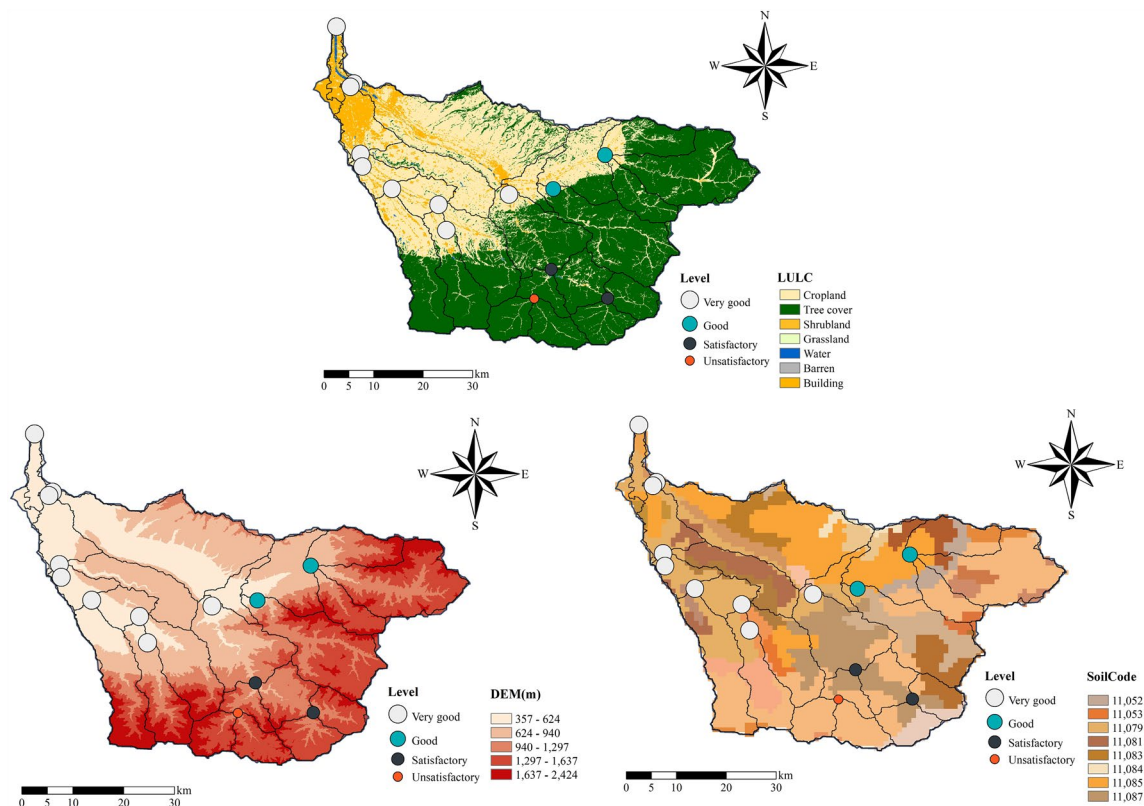 N
W
E
S
Level
Very good
Good
Satisfactory
Unsatisfactory
LULC
Cropland
Tree cover
Shrubland
Grassland
Water
Barren
Building
km
0 5 10 20 30
N
W
E
S
Level
Very good
Good
Satisfactory
Unsatisfactory
DEM(m)
357 - 624
624 - 940
940 - 1,297
1,297 - 1,637
1,637 - 2,424
km
0 5 10 20 30
N
W
E
S
Level
Very good
Good
Satisfactory
Unsatisfactory
SoilCode
11,052
11,053
11,079
11,081
11,083
11,084
11,085
11,087
km
0 5 10 20 30